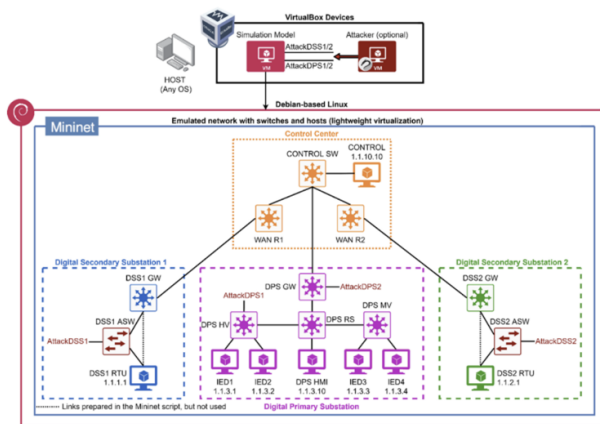 VirtualBox Devices
Simulation Model
AttackDSS1/2
Attacker (optional)
VM
AttackDPS1/2
VM
HOST
(Any OS)
Debian-based Linux
Mininet
Emulated network with switches and hosts (lightweight virtualization)
Control Center
CONTROL SW
CONTROL
1.1.10.10
WAN R1
WAN R2
Digital Secondary Substation 1
DSS1 GW
DSS1 ASW
AttackDSS1
DSS1 RTU
1.1.1.1
DPS GW
AttackDPS2
AttackDPS1
DPS HV
DPS RS
DPS MV
IED1
1.1.3.1
IED2
1.1.3.2
DPS HMI
1.1.3.10
IED3
1.1.3.3
IED4
1.1.3.4
Digital Primary Substation
Digital Secondary Substation 2
DSS2 GW
DSS2 ASW
AttackDSS2
DSS2 RTU
1.1.2.1
Links prepared in the Mininet script, but not used